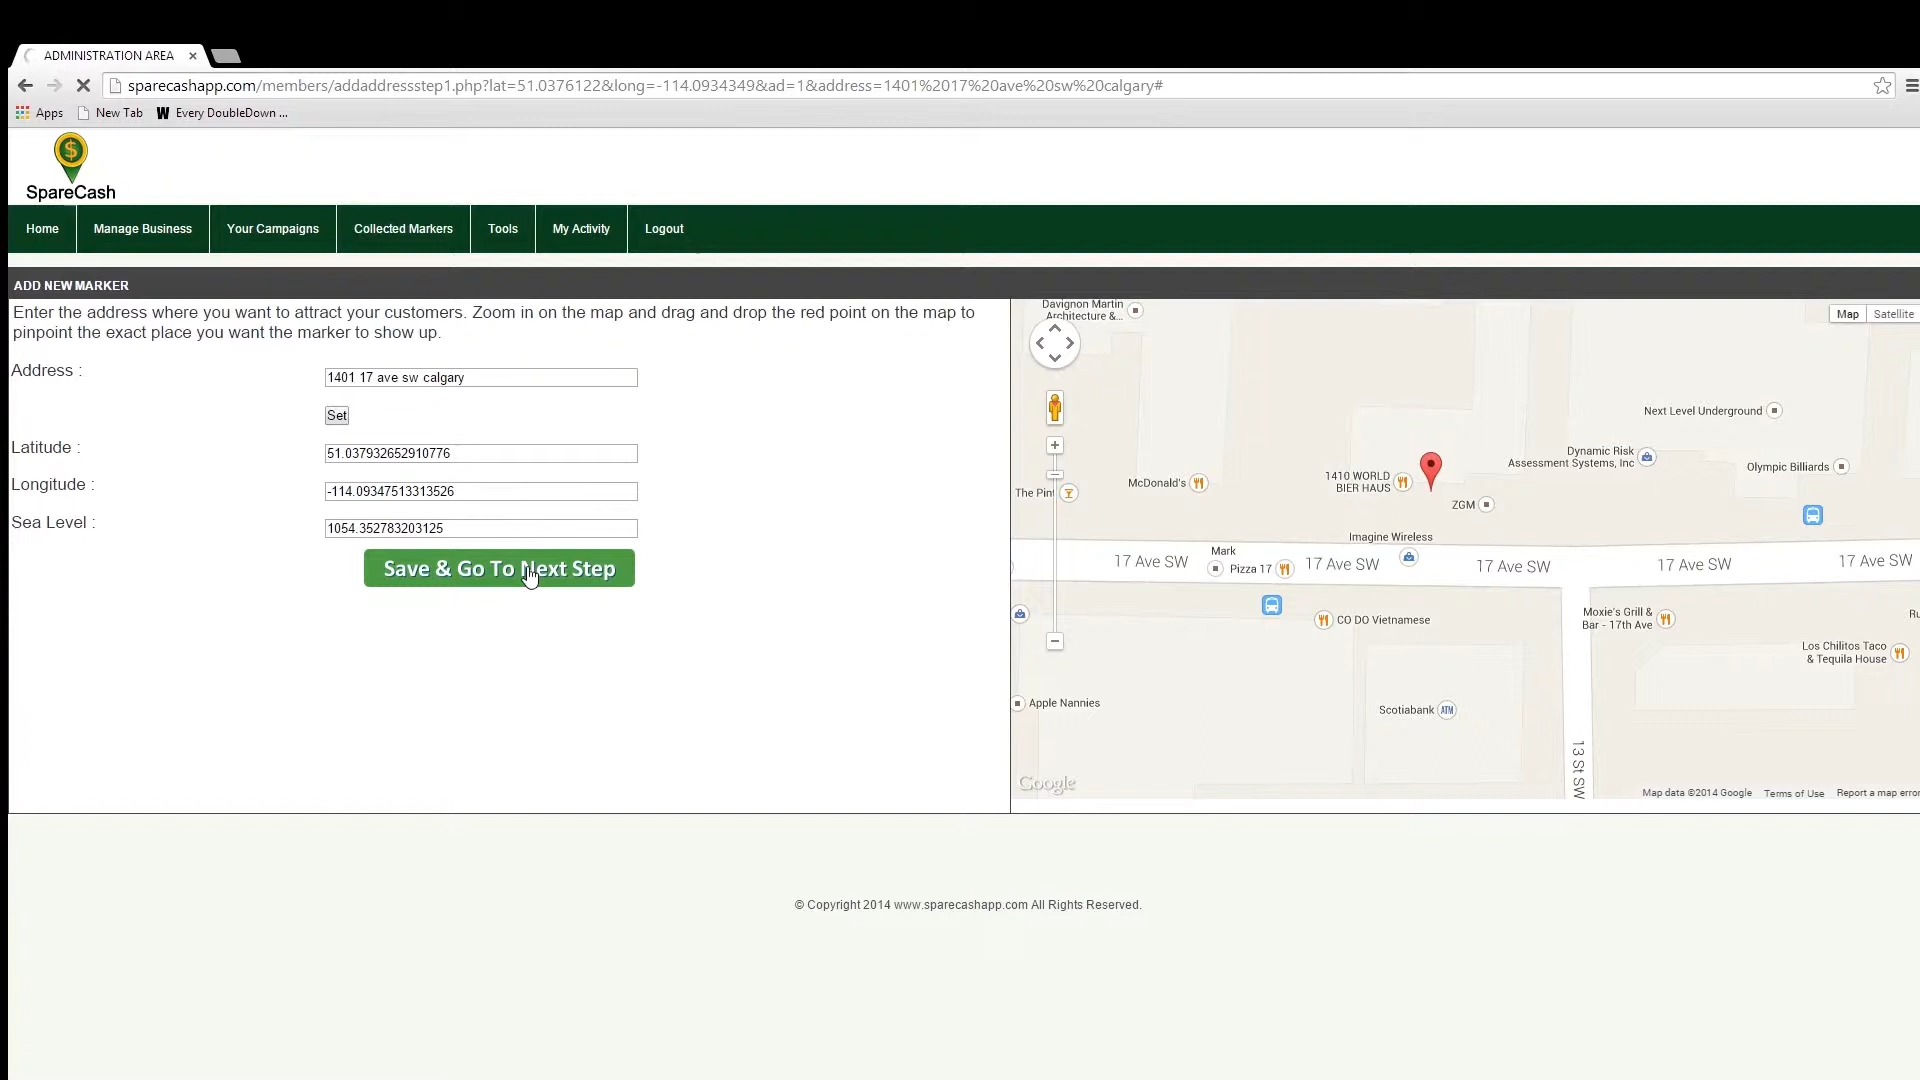 ADMINISTRATION AREA
sparecashapp.com/members/addaddressstep1.php?lat=51.0376122&long=-114.0934349&ad=1&address=1401%2017%20ave%20sw%20calgary#
Apps New Tab W Every DoubleDown ...
$
SpareCash
Home Manage Business Your Campaigns Collected Markers Tools My Activity Logout
ADD NEW MARKER
Enter the address where you want to attract your customers. Zoom in on the map and drag and drop the red point on the map to
pinpoint the exact place you want the marker to show up.
Address :
1401 17 ave sw calgary
Set
Latitude :
51.037932652910776
Longitude :
-114.09347513313526
Sea Level :
1054.352783203125
Save & Go To Next Step
Davignon Martin
Architecture &...
Map Satellite
Next Level Underground
Dynamic Risk
Assessment Systems, Inc
Olympic Billiards
1410 WORLD
BIER HAUS
McDonald's
The Pint
ZGM
Imagine Wireless
Mark
Pizza 17
17 Ave SW 17 Ave SW 17 Ave SW 17 Ave SW 17 Ave SW
CO DO Vietnamese
Moxie's Grill &
Bar - 17th Ave
Los Chilitos Taco
& Tequila House
Apple Nannies
Scotiabank ATM
13 St SW
Google
Map data ©2014 Google Terms of Use Report a map error
© Copyright 2014 www.sparecashapp.com All Rights Reserved.